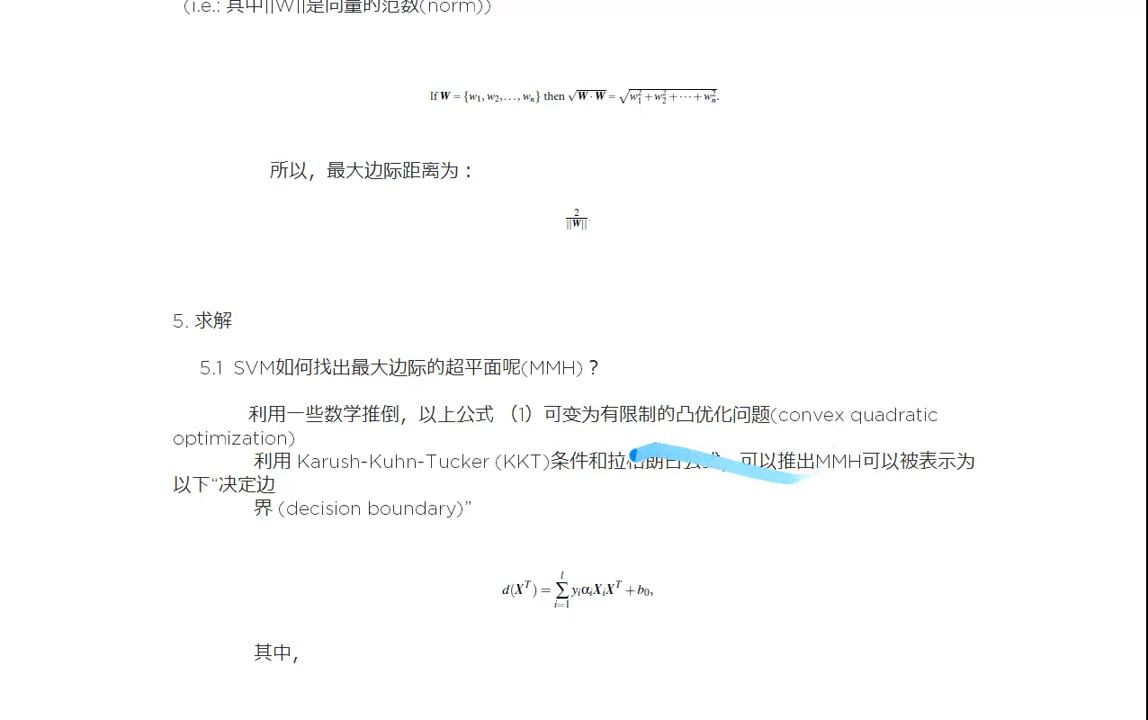 (i.e.: 其中||W||是向量的范数(norm))
If W = {w₁, w₂, ..., wₙ} then √(W · W) = √(w₁² + w₂² + ··· + wₙ²).
所以，最大边际距离为：
2/||W||.
5. 求解
5.1 SVM如何找出最大边际的超平面呢(MMH)？
利用一些数学推倒，以上公式 （1）可变为有限制的凸优化问题(convex quadratic
optimization)
利用 Karush-Kuhn-Tucker (KKT)条件和拉格朗日公式，可以推出MMH可以被表示为
以下“决定边
界 (decision boundary)”
d(Xᵀ) = ∑ᵢ₌₁ˡ yᵢαᵢXᵢXᵀ + b₀,
其中，